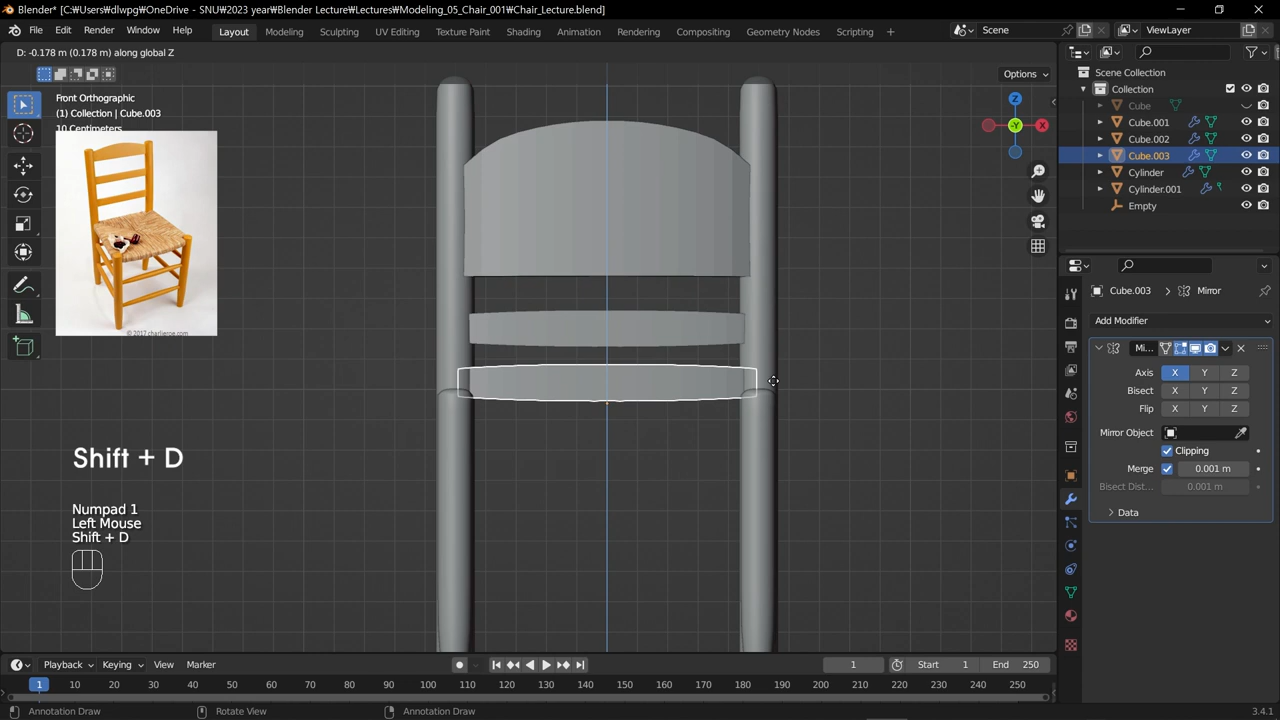 Blender* [C:₩Users₩dlwpg₩OneDrive - SNU₩2023 year₩Blender Lecture₩Lectures₩Modeling_05_Chair_001₩Chair_Lecture.blend]
File Edit Render Window Help Layout Modeling Sculpting UV Editing Texture Paint Shading Animation Rendering Compositing Geometry Nodes Scripting Scene ViewLayer
D: -0.178 m (0.178 m) along global Z
Options
Front Orthographic
(1) Collection | Cube.003
10 Centimeters
© 2017 charlieroe.com
Z
-Y
X
Shift + D
Numpad 1
Left Mouse
Shift + D
Scene Collection
Collection
Cube
Cube.001
Cube.002
Cube.003
Cylinder
Cylinder.001
Empty
Cube.003 Mirror
Add Modifier
Mi...
Axis X Y Z
Bisect X Y Z
Flip X Y Z
Mirror Object
Clipping
Merge 0.001 m
Bisect Dist... 0.001 m
Data
Playback Keying View Marker 1 Start 1 End 250
1 10 20 30 40 50 60 70 80 90 100 110 120 130 140 150 160 170 180 190 200 210 220 230 240 250
Annotation Draw Rotate View Annotation Draw 3.4.1